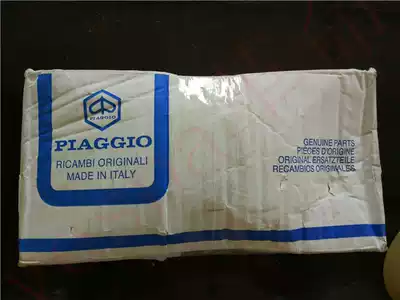 PIAGGIO
PIAGGIO
RICAMBI ORIGINALI
MADE IN ITALY
GENUINE PARTS
PIECES D'ORIGINE
ORIGINAL ERSATZTEILE
RECAMBIOS ORIGINALES